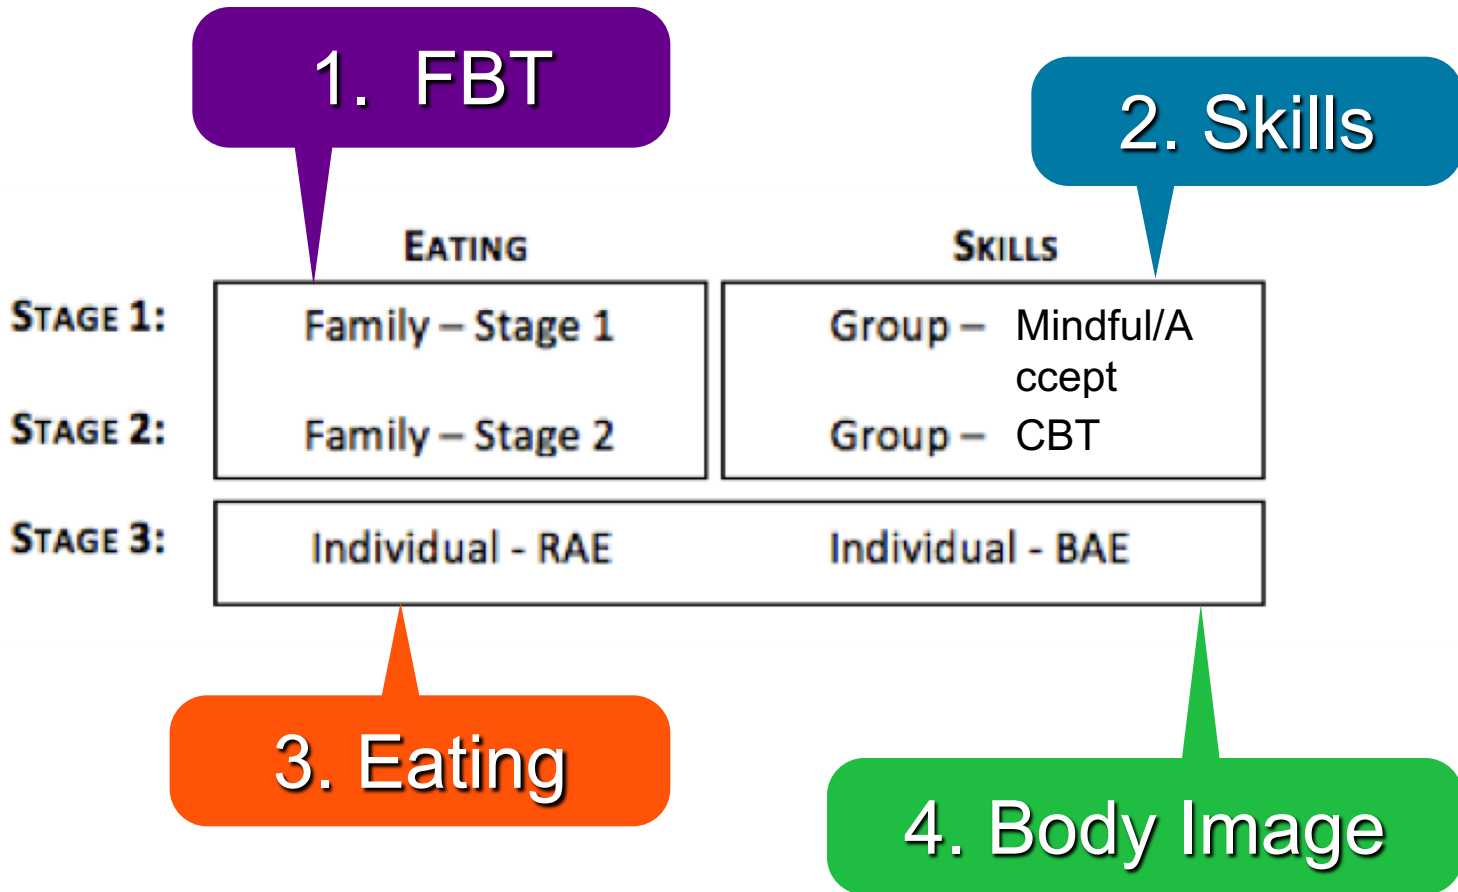 1. FBT
2. Skills
EATING SKILLS
STAGE 1: Family – Stage 1 Group – Mindful/A
ccept
STAGE 2: Family – Stage 2 Group – CBT
STAGE 3: Individual - RAE Individual - BAE
3. Eating
4. Body Image